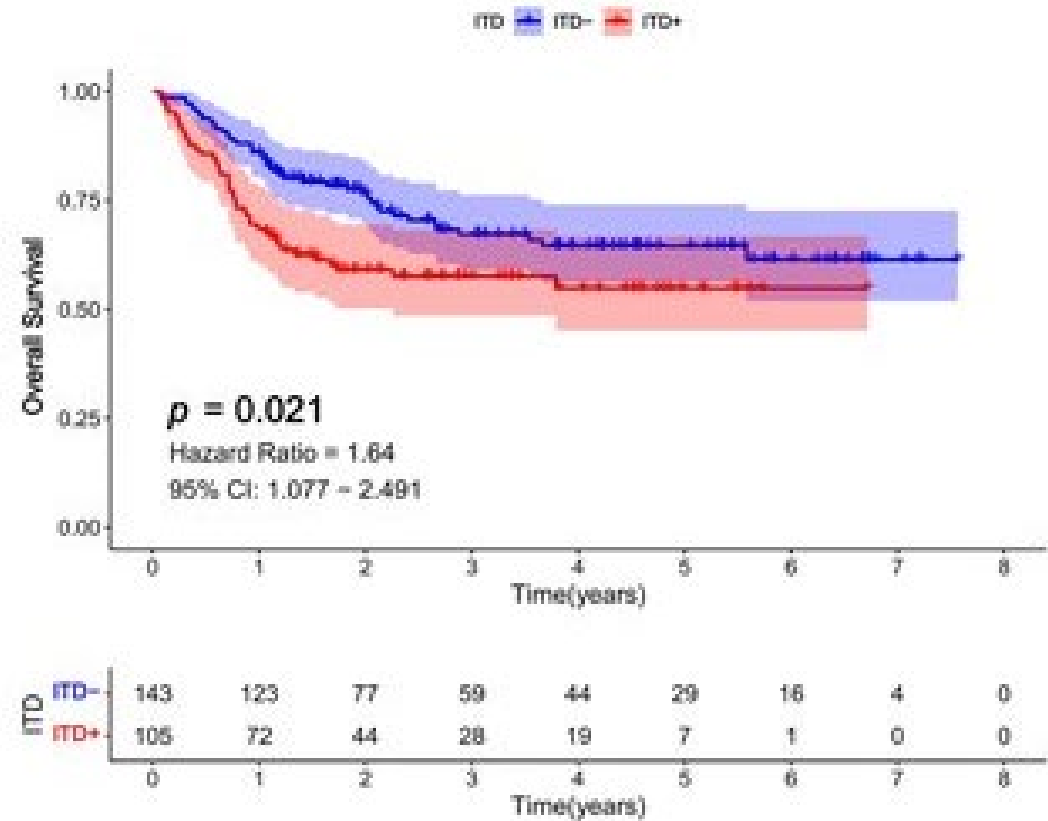 ITD ITD− ITD+
Overall Survival
1.00
0.75
0.50
0.25
0.00
p = 0.021
Hazard Ratio = 1.64
95% CI: 1.077 − 2.491
0 1 2 3 4 5 6 7 8
Time(years)
ITD
ITD− 143 123 77 59 44 29 16 4 0
ITD+ 105 72 44 28 19 7 1 0 0
0 1 2 3 4 5 6 7 8
Time(years)